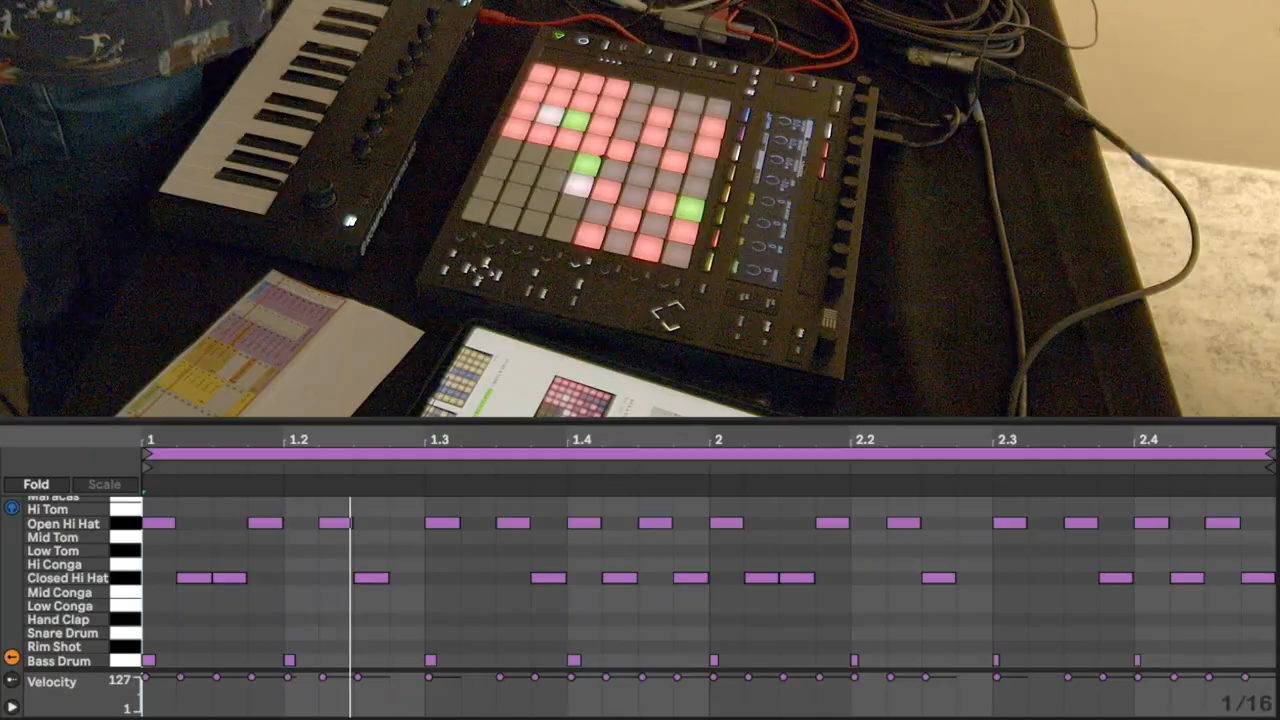 1 1.2 1.3 1.4 2 2.2 2.3 2.4
Fold Scale
Maracas
Hi Tom
Open Hi Hat
Mid Tom
Low Tom
Hi Conga
Closed Hi Hat
Mid Conga
Low Conga
Hand Clap
Snare Drum
Rim Shot
Bass Drum
Velocity 127
1
1/16